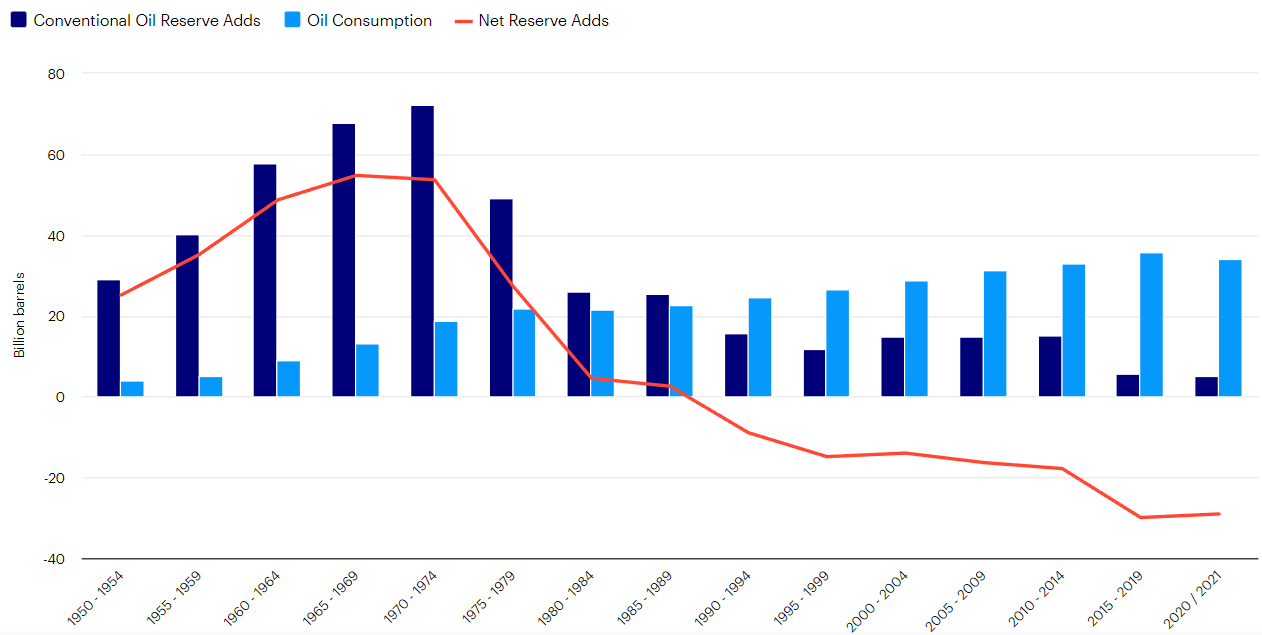 Conventional Oil Reserve Adds Oil Consumption Net Reserve Adds
80
60
40
20
0
-20
-40
Billion barrels
1950 - 1954
1955 - 1959
1960 - 1964
1965 - 1969
1970 - 1974
1975 - 1979
1980 - 1984
1985 - 1989
1990 - 1994
1995 - 1999
2000 - 2004
2005 - 2009
2010 - 2014
2015 - 2019
2020 / 2021